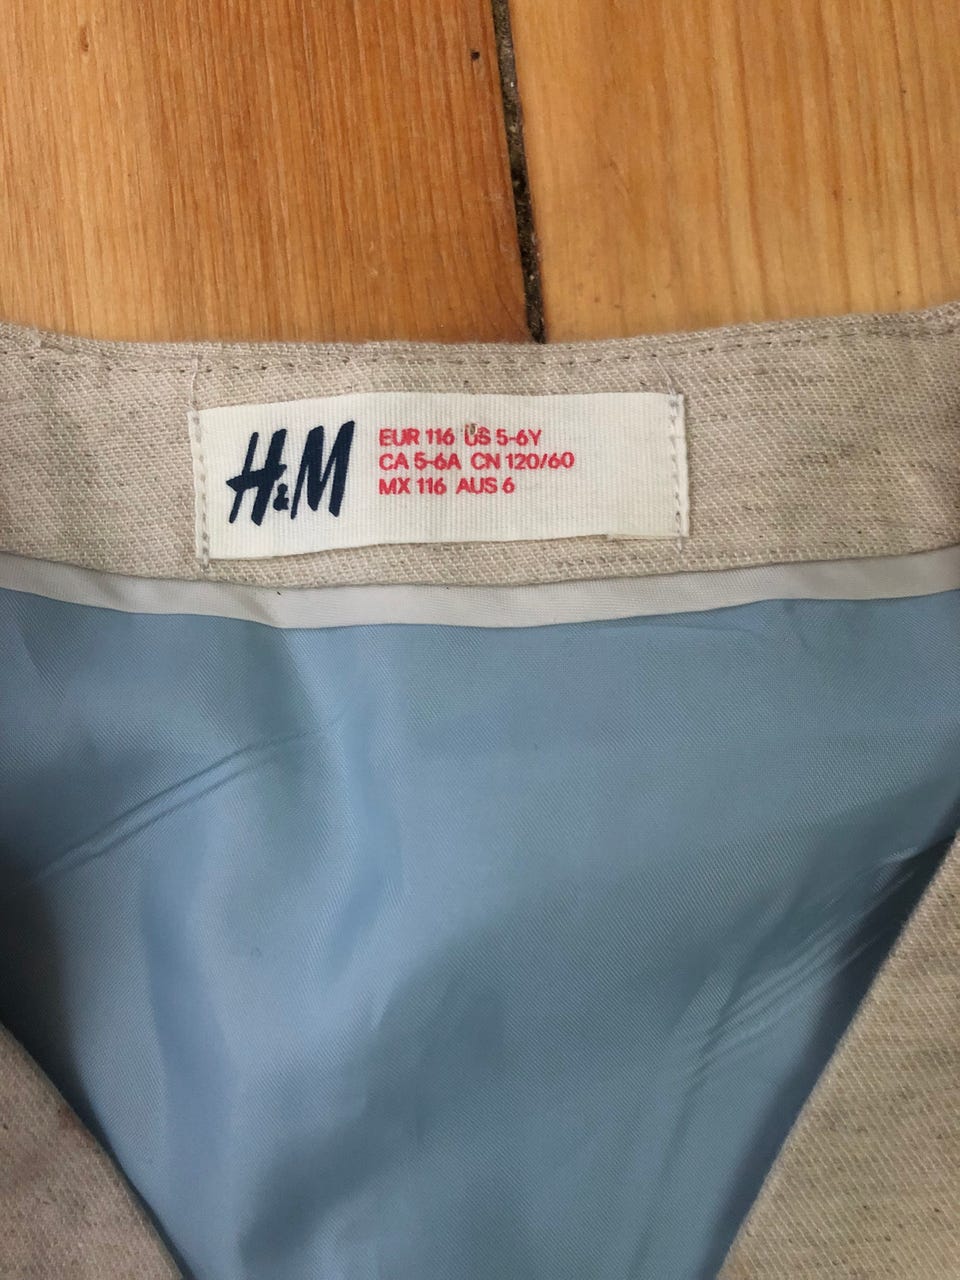 H&M
EUR 116 US 5-6Y
CA 5-6A CN 120/60
MX 116 AUS 6